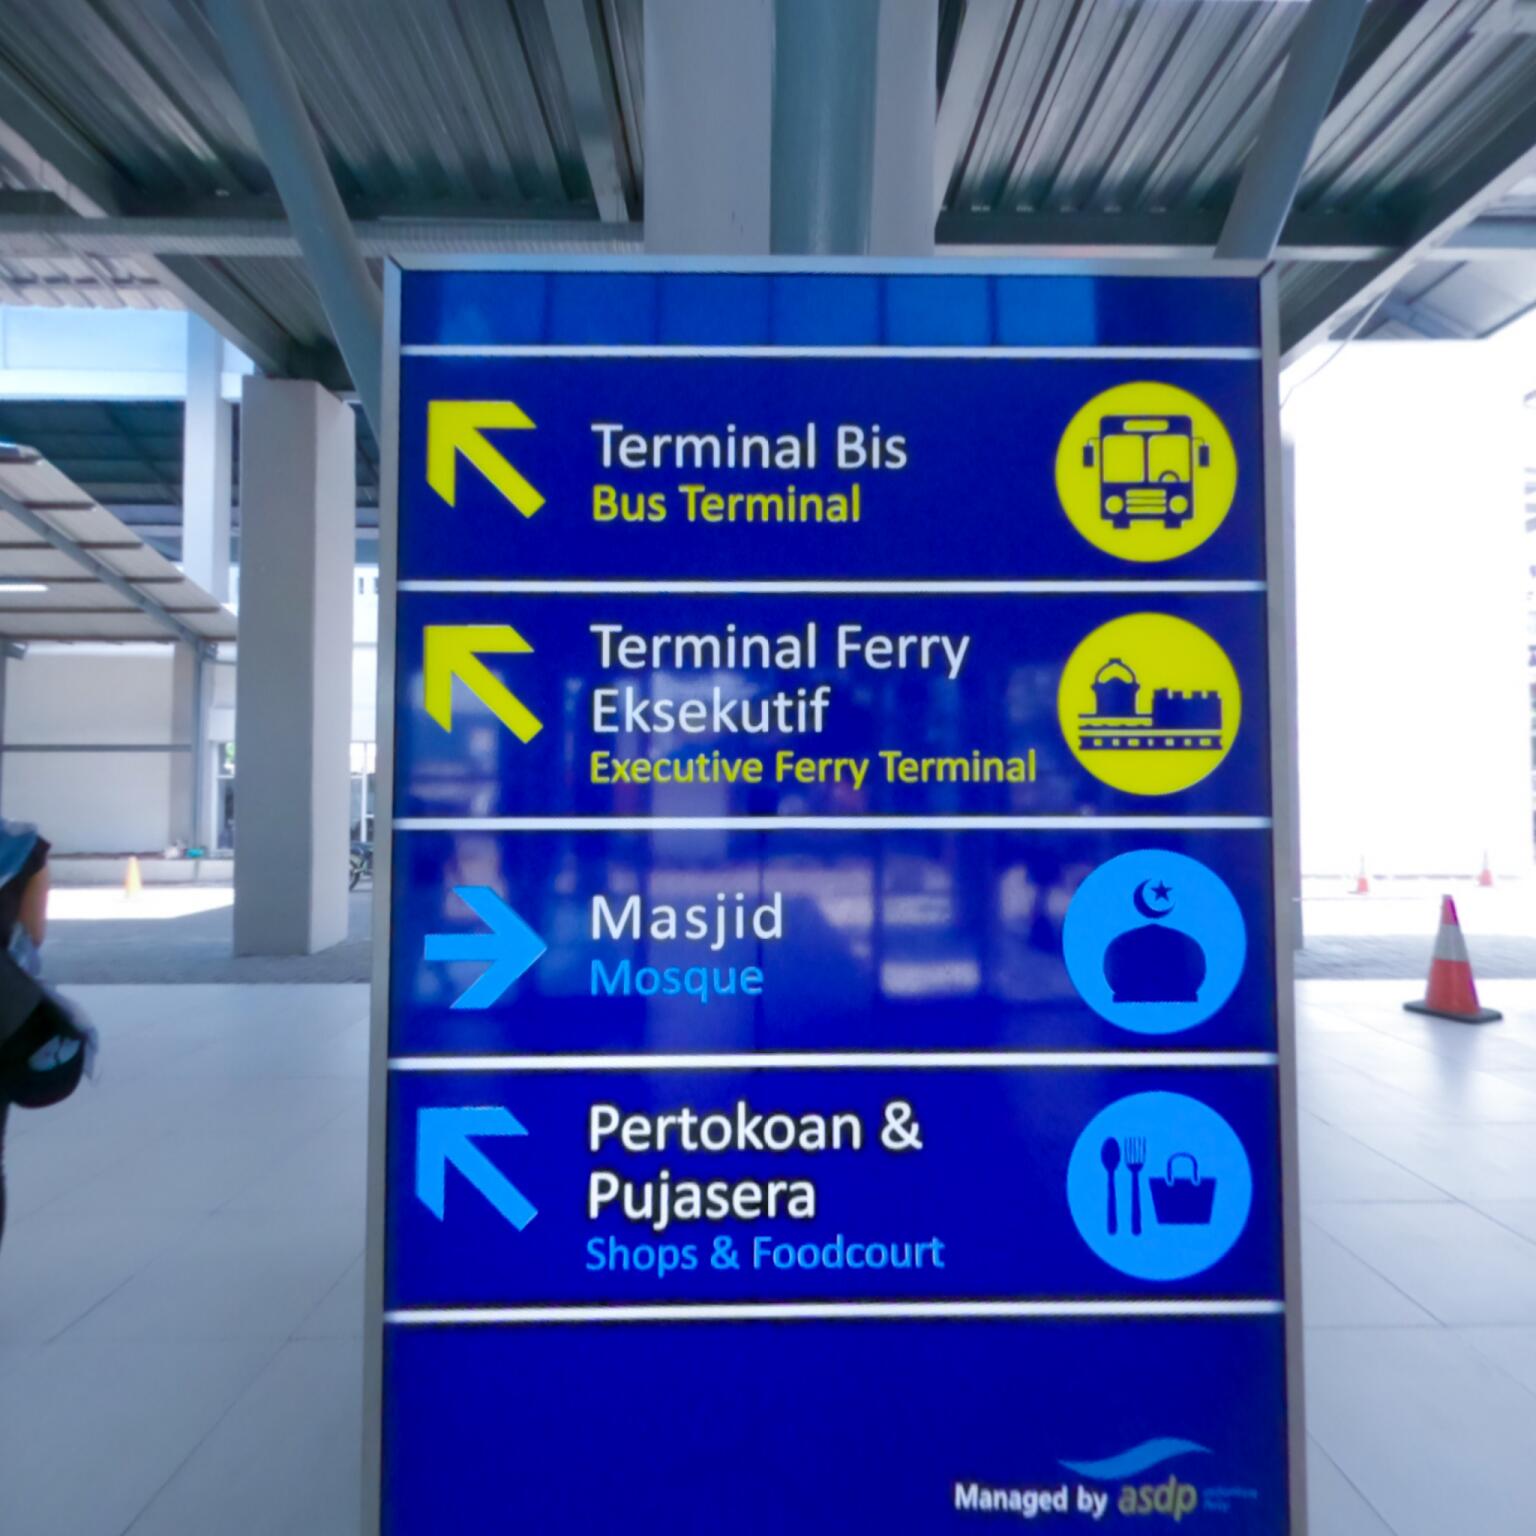 Terminal Bis
Bus Terminal
Terminal Ferry
Eksekutif
Executive Ferry Terminal
Masjid
Mosque
Pertokoan &
Pujasera
Shops & Foodcourt
Managed by asdp